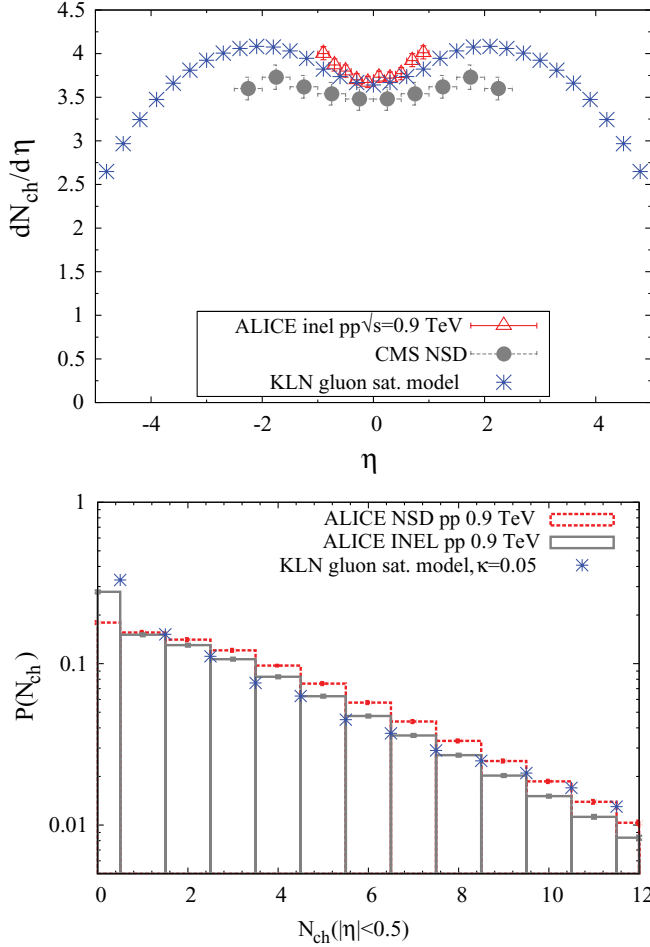 4.5
4
3.5
3
2.5
2
1.5
1
0.5
0
dN_ch/dη
ALICE inel pp√s=0.9 TeV
CMS NSD
KLN gluon sat. model
-4 -2 0 2 4
η
1
0.1
0.01
P(N_ch)
ALICE NSD pp 0.9 TeV
ALICE INEL pp 0.9 TeV
KLN gluon sat. model, κ=0.05
0 2 4 6 8 10 12
N_ch(|η|<0.5)